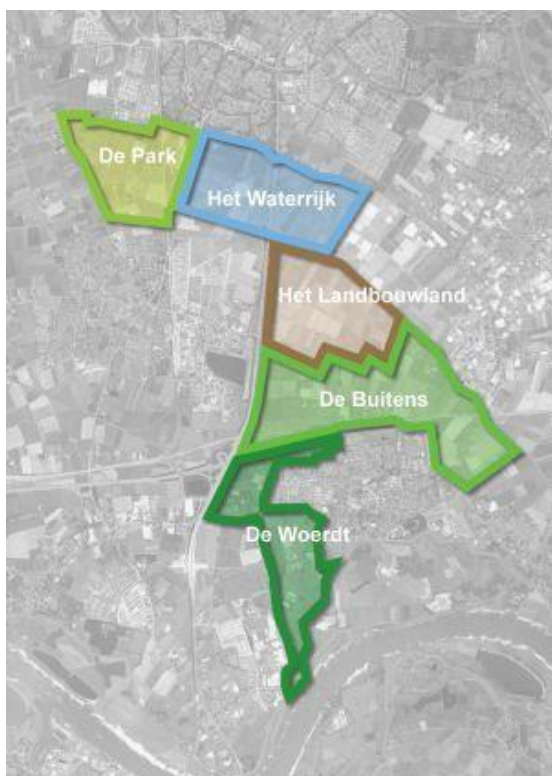 De Park
Het Waterrijk
Het Landbouwland
De Buitens
De Woerdt